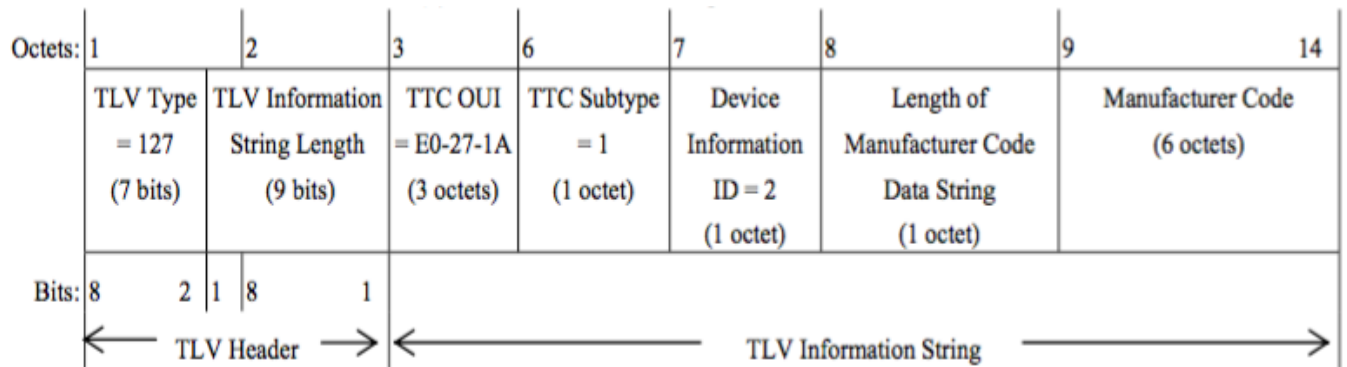 Octets: 1 2 3 6 7 8 9 14
TLV Type TLV Information TTC OUI TTC Subtype Device Length of Manufacturer Code
= 127 String Length = E0-27-1A = 1 Information Manufacturer Code (6 octets)
(7 bits) (9 bits) (3 octets) (1 octet) ID = 2 Data String
(1 octet) (1 octet)
Bits: 8 2 1 8 1
TLV Header TLV Information String